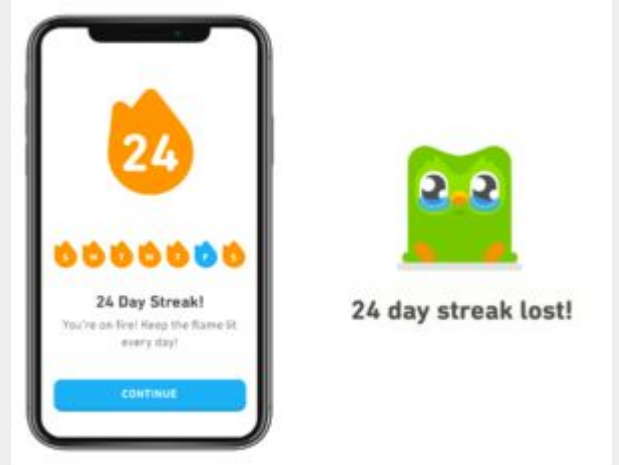 24
S M T W T F S
24 Day Streak!
You're on fire! Keep the flame lit
every day!
CONTINUE
24 day streak lost!